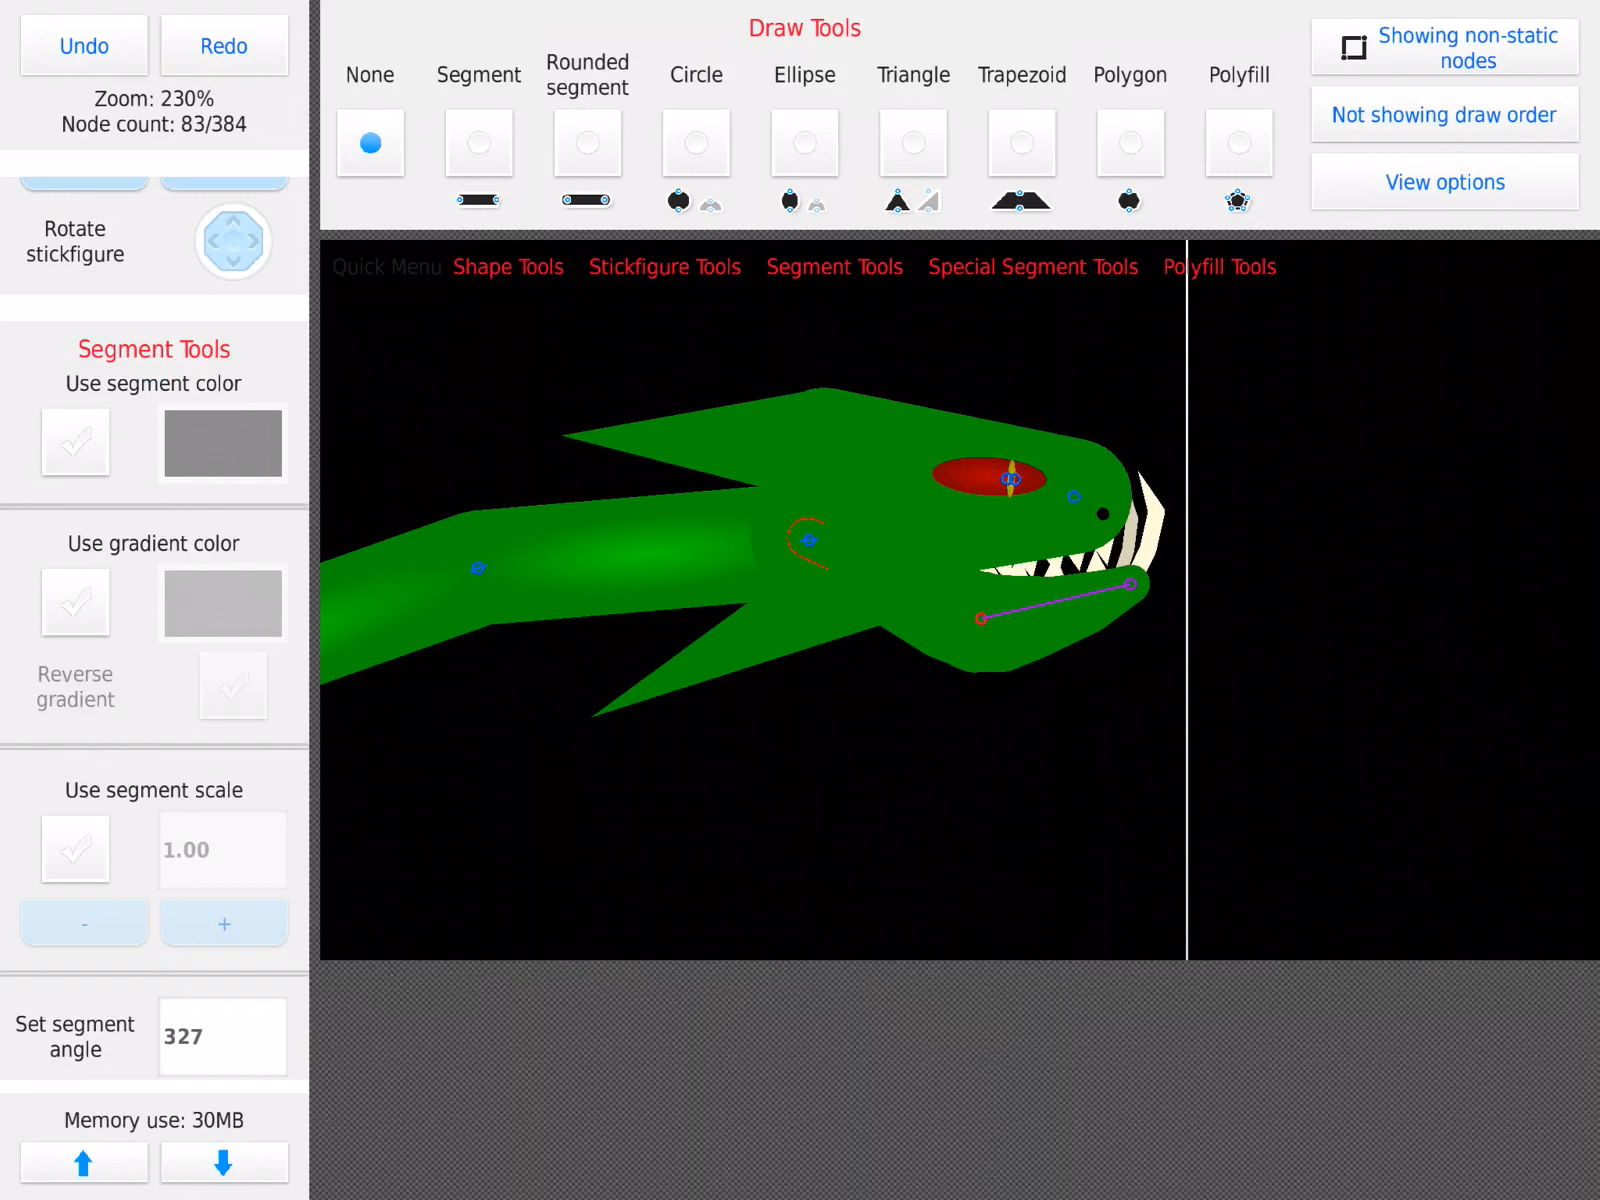 Undo
Redo
Zoom: 230%
Node count: 83/384
Rotate
stickfigure
Segment Tools
Use segment color
Use gradient color
Reverse
gradient
Use segment scale
1.00
-
+
Set segment
angle
327
Memory use: 30MB
Draw Tools
None
Segment
Rounded
segment
Circle
Ellipse
Triangle
Trapezoid
Polygon
Polyfill
Showing non-static
nodes
Not showing draw order
View options
Quick Menu
Shape Tools
Stickfigure Tools
Segment Tools
Special Segment Tools
Polyfill Tools